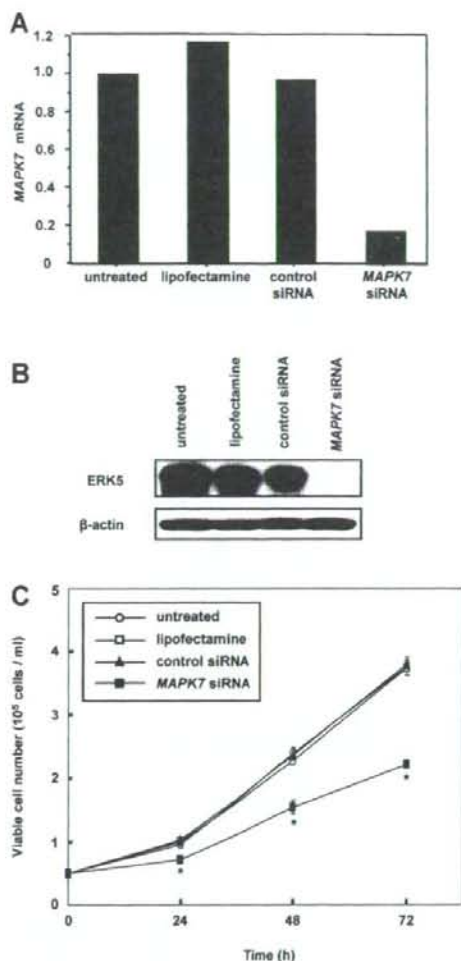 A
1.2
1.0
0.8
0.6
0.4
0.2
0
MAPK7 mRNA
untreated lipofectamine control siRNA MAPK7 siRNA
B
untreated
lipofectamine
control siRNA
MAPK7 siRNA
ERK5
β-actin
C
5
4
3
2
1
0
Viable cell number (10⁵ cells / ml)
untreated
lipofectamine
control siRNA
MAPK7 siRNA
*
*
*
0 24 48 72
Time (h)